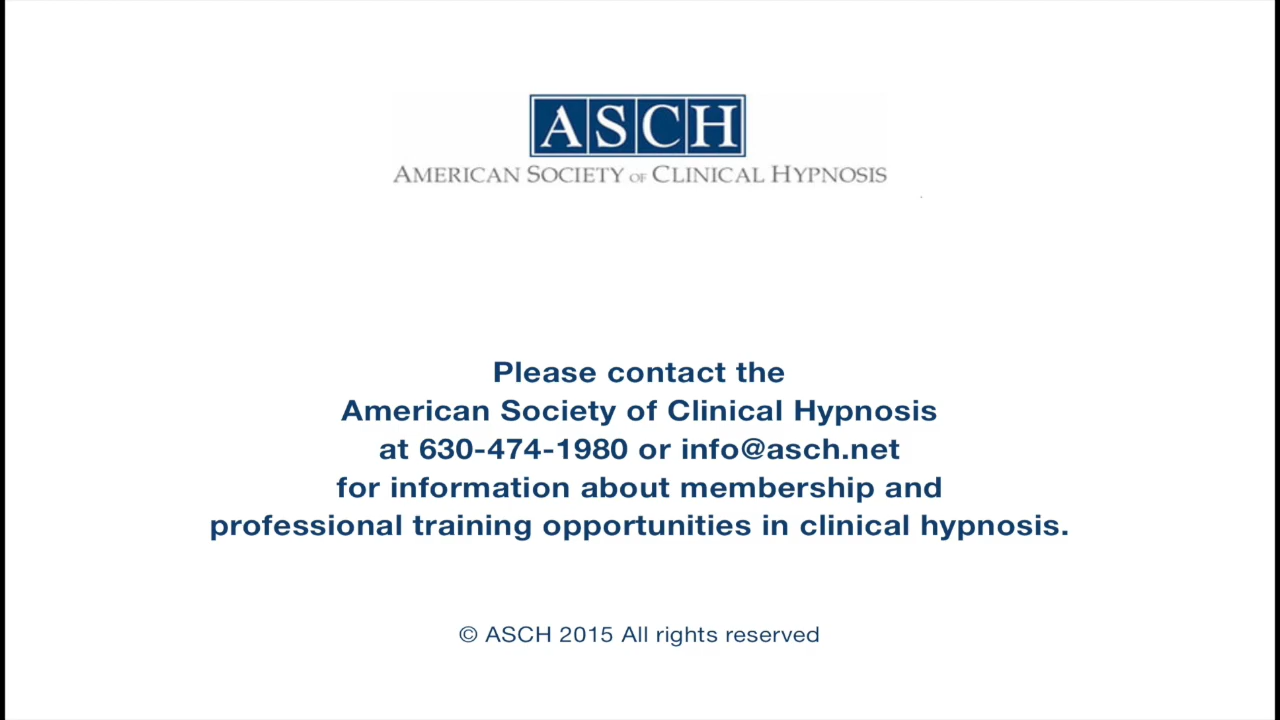 ASCH
AMERICAN SOCIETY OF CLINICAL HYPNOSIS
Please contact the
American Society of Clinical Hypnosis
at 630-474-1980 or info@asch.net
for information about membership and
professional training opportunities in clinical hypnosis.
© ASCH 2015 All rights reserved